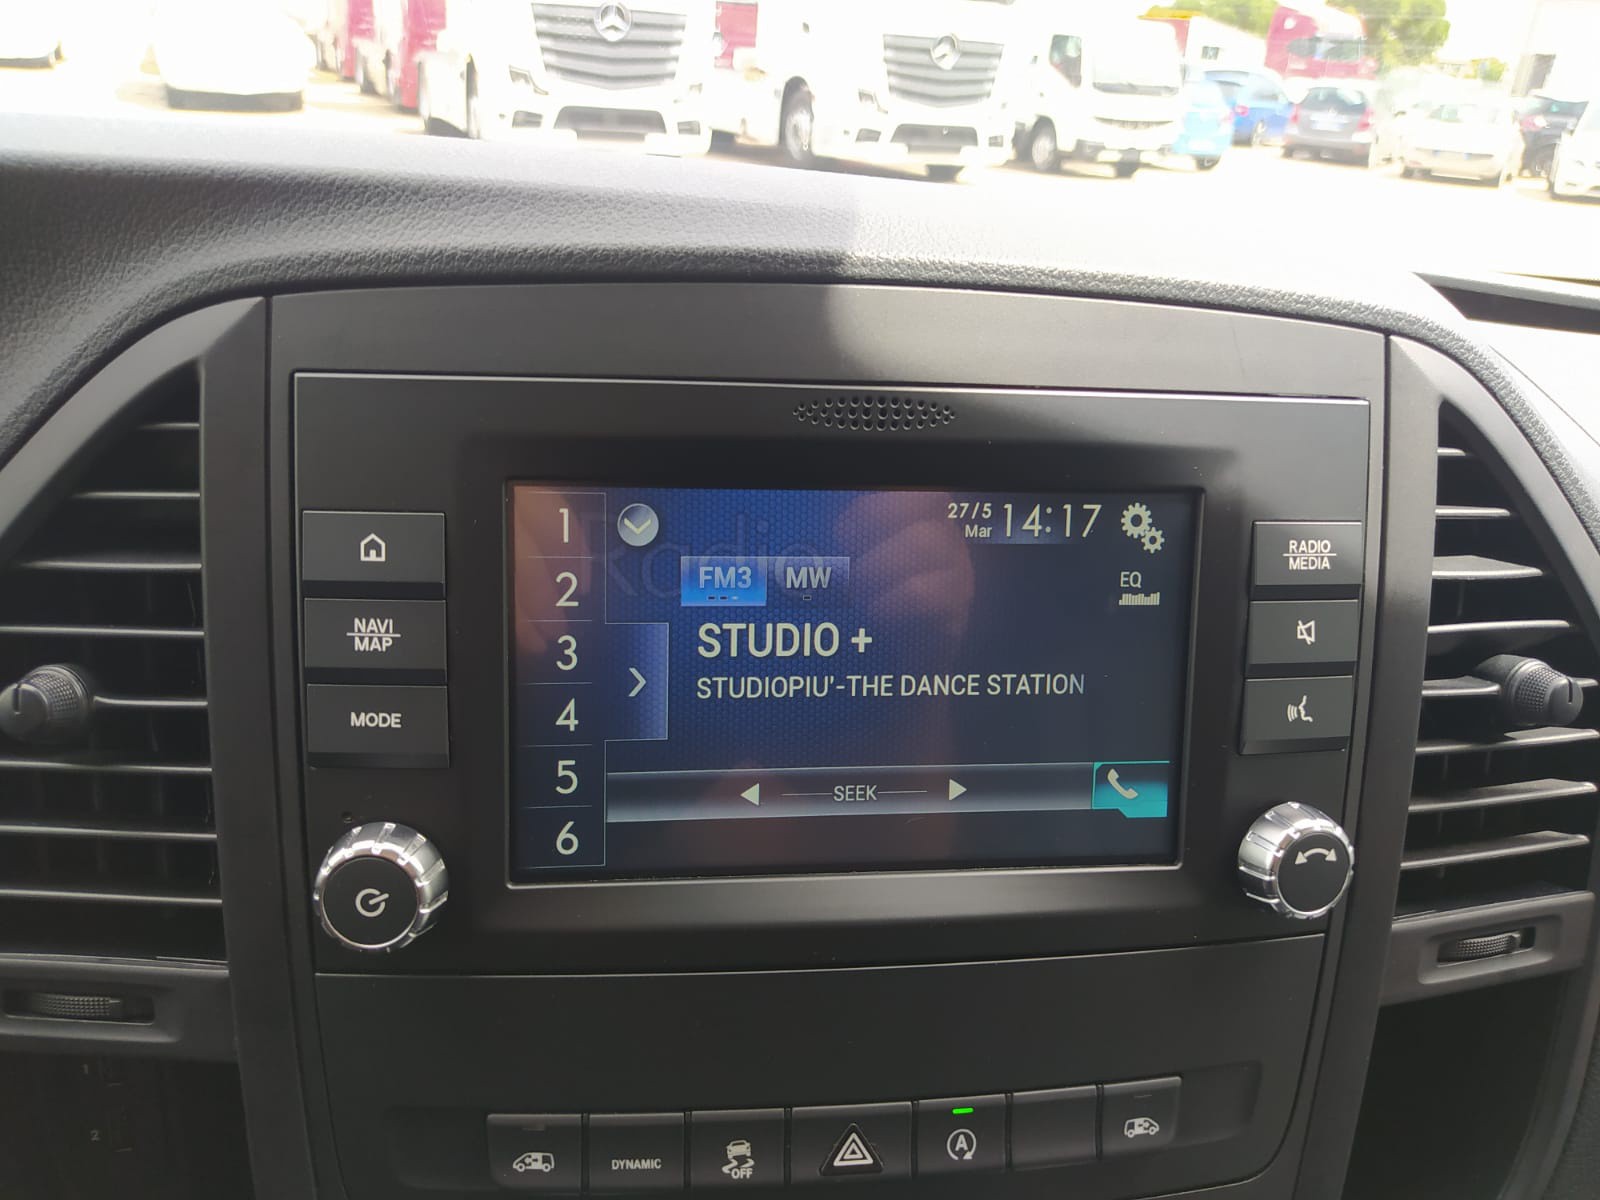 1
2
3
4
5
6
Radio
27/5
Mar
14:17
FM3
MW
EQ
STUDIO +
STUDIOPIU'-THE DANCE STATION
SEEK
NAVI
MAP
MODE
RADIO
MEDIA
DYNAMIC
OFF
A
2